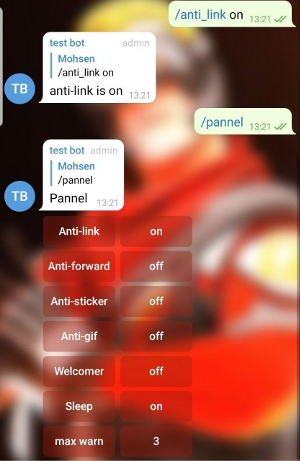 /anti_link on 13:21
test bot admin
Mohsen
/anti_link on
anti-link is on 13:21
TB
/pannel 13:21
test bot admin
Mohsen
/pannel
Pannel 13:21
TB
Anti-link on
Anti-forward off
Anti-sticker off
Anti-gif off
Welcomer off
Sleep on
max warn 3